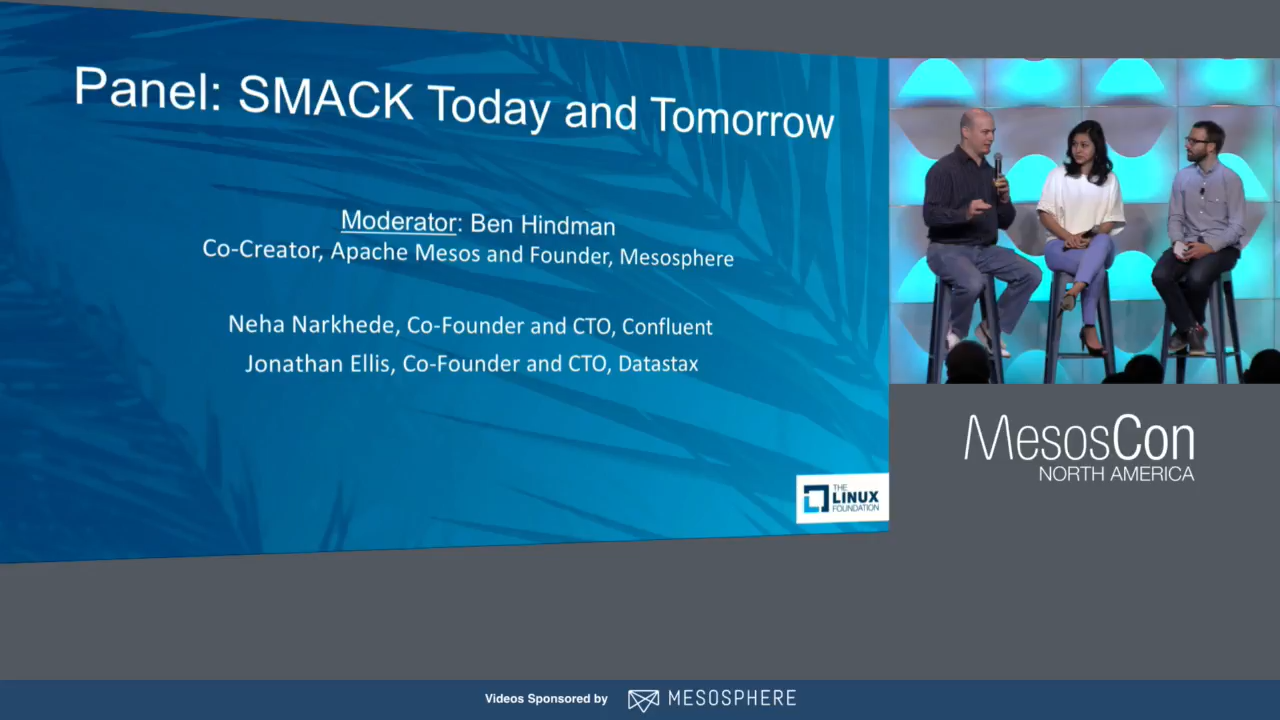 Panel: SMACK Today and Tomorrow
Moderator: Ben Hindman
Co-Creator, Apache Mesos and Founder, Mesosphere
Neha Narkhede, Co-Founder and CTO, Confluent
Jonathan Ellis, Co-Founder and CTO, Datastax
THE
LINUX
FOUNDATION
MesosCon
NORTH AMERICA
Videos Sponsored by
MESOSPHERE